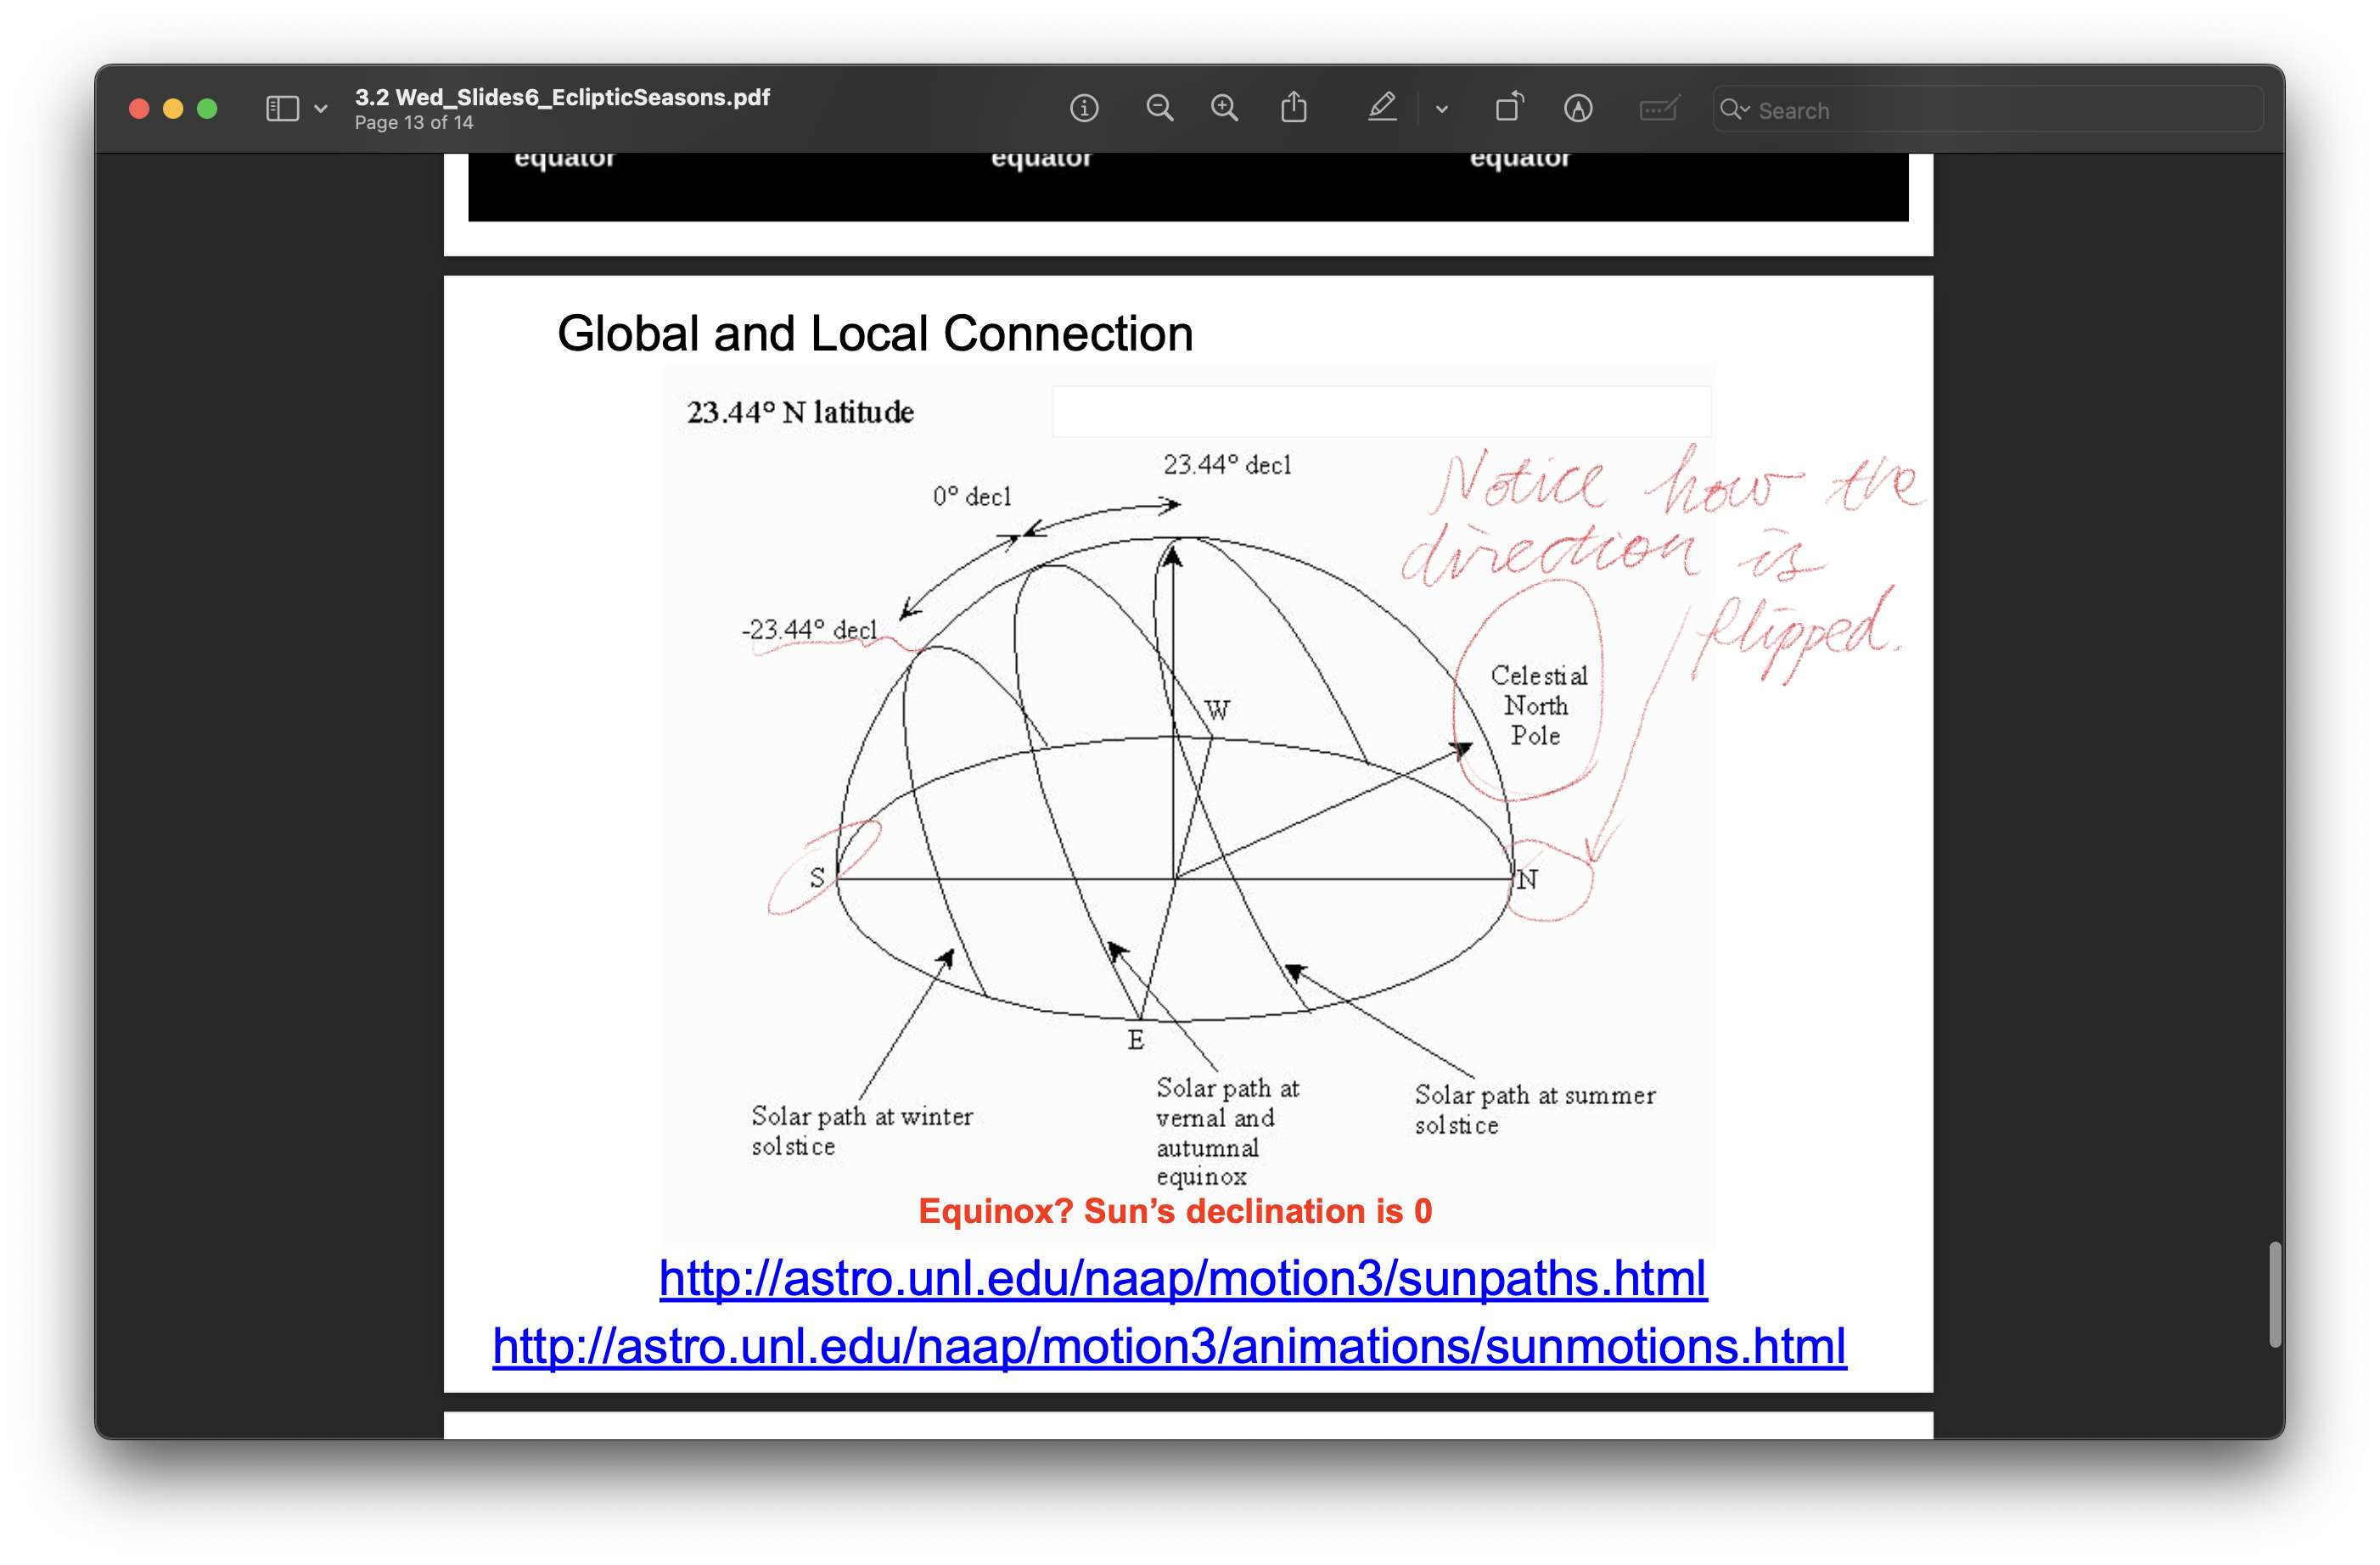 3.2 Wed_Slides6_EclipticSeasons.pdf
Page 13 of 14
Search
equator equator equator
Global and Local Connection
23.44° N latitude
23.44° decl
0° decl
-23.44° decl
Notice how the
direction is
flipped.
Celestial
North
Pole
W
S
N
E
Solar path at winter
solstice
Solar path at
vernal and
autumnal
equinox
Solar path at summer
solstice
Equinox? Sun’s declination is 0
http://astro.unl.edu/naap/motion3/sunpaths.html
http://astro.unl.edu/naap/motion3/animations/sunmotions.html